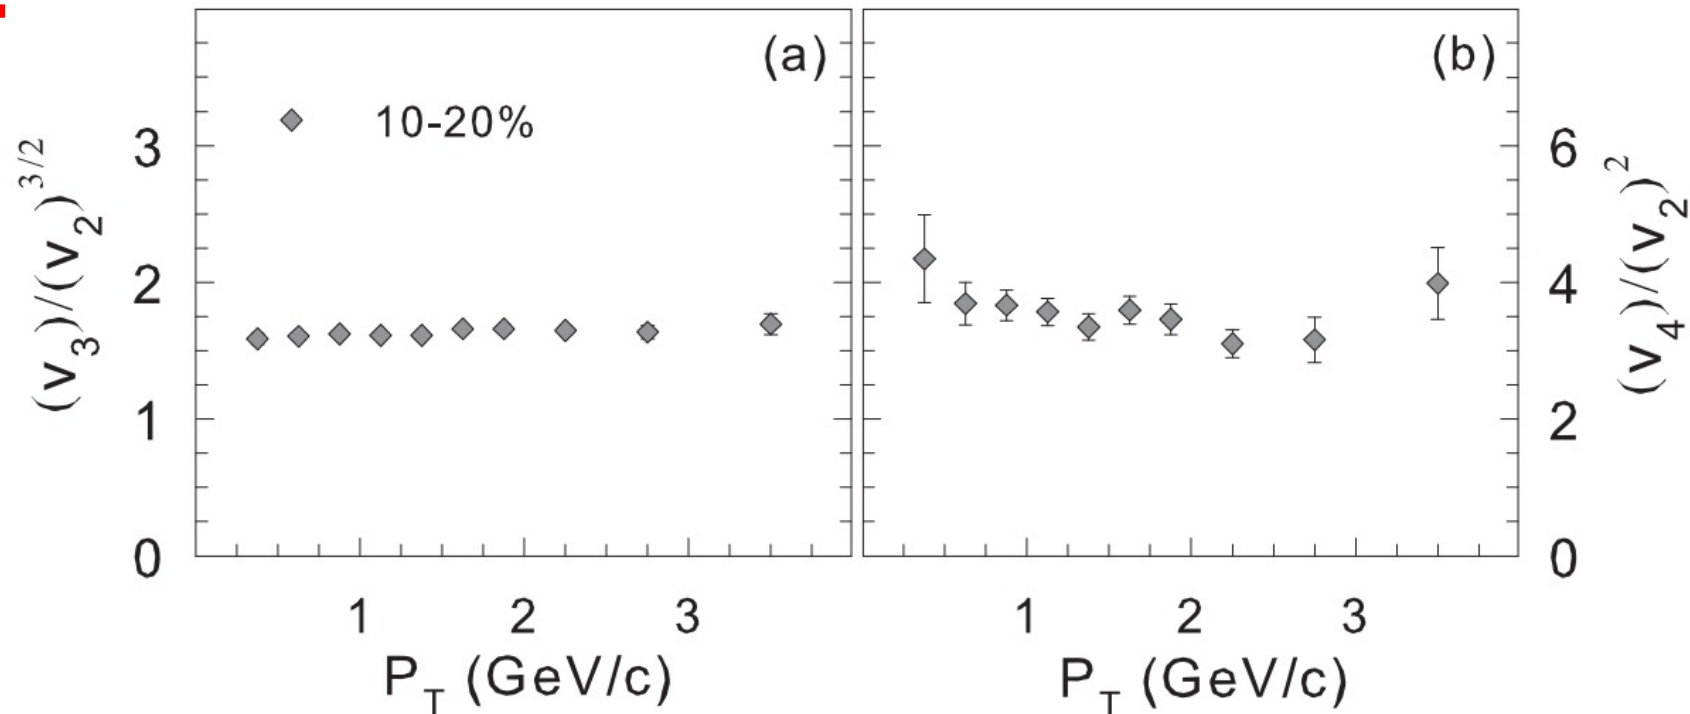 (a)
(b)
10-20%
(v3)/(v2)3/2
3
2
1
0
6
4
2
0
(v4)/(v2)2
1 2 3
1 2 3
PT (GeV/c)
PT (GeV/c)